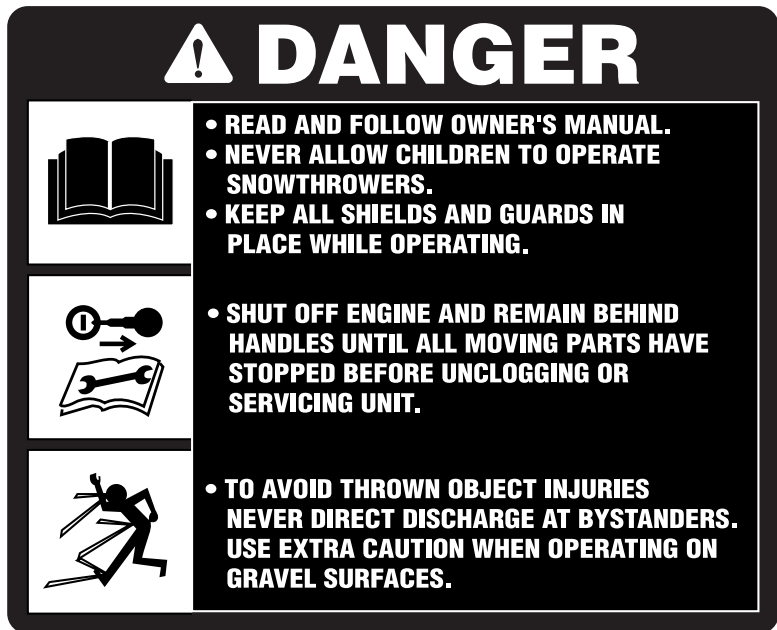 DANGER
• READ AND FOLLOW OWNER'S MANUAL.
• NEVER ALLOW CHILDREN TO OPERATE
SNOWTHROWERS.
• KEEP ALL SHIELDS AND GUARDS IN
PLACE WHILE OPERATING.
• SHUT OFF ENGINE AND REMAIN BEHIND
HANDLES UNTIL ALL MOVING PARTS HAVE
STOPPED BEFORE UNCLOGGING OR
SERVICING UNIT.
• TO AVOID THROWN OBJECT INJURIES
NEVER DIRECT DISCHARGE AT BYSTANDERS.
USE EXTRA CAUTION WHEN OPERATING ON
GRAVEL SURFACES.